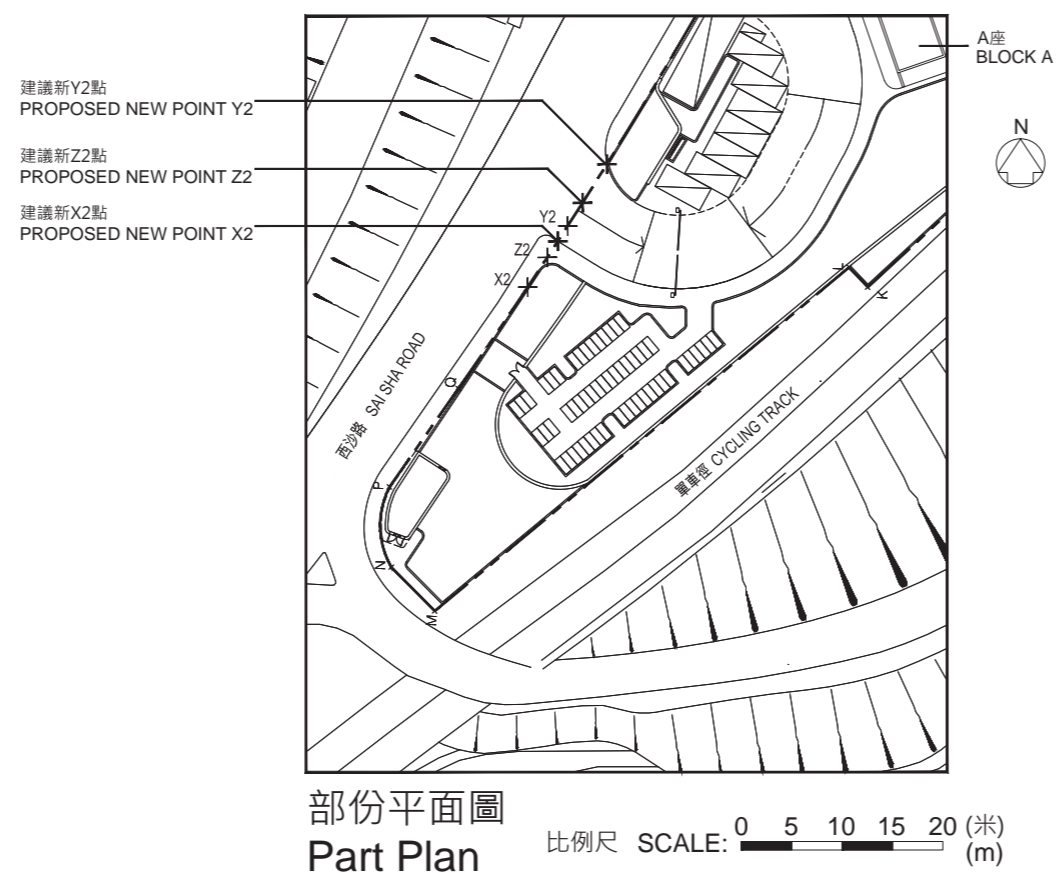 A座
BLOCK A
建議新Y2點
PROPOSED NEW POINT Y2
N
建議新Z2點
PROPOSED NEW POINT Z2
建議新X2點
PROPOSED NEW POINT X2
Y2
Z2
X2
L
K
Q
西沙路 SAI SHA ROAD
單車徑 CYCLING TRACK
P
N
M
部份平面圖
Part Plan
比例尺 SCALE: 0 5 10 15 20 (米)
(m)